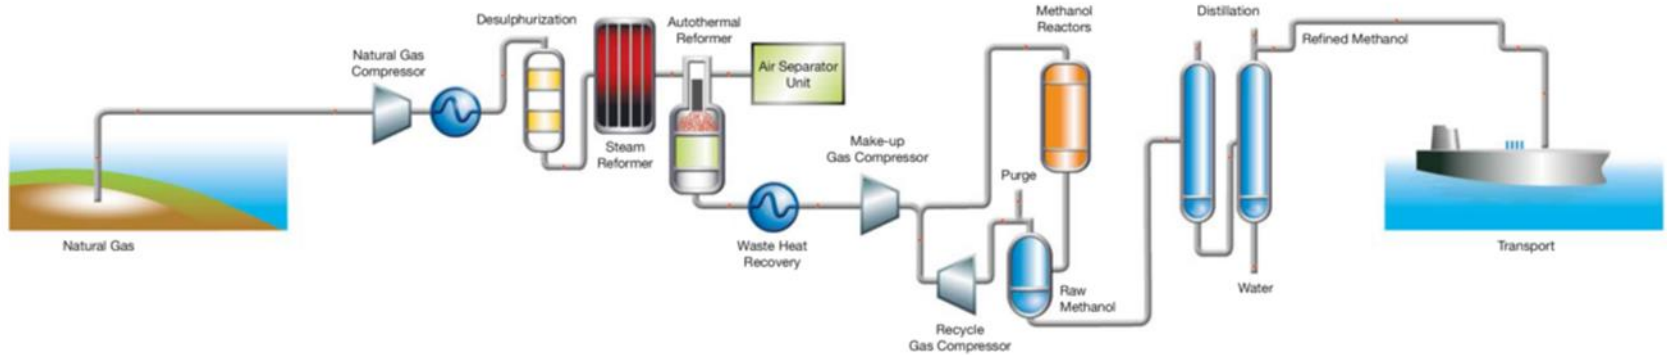 Natural Gas
Natural Gas
Compressor
Desulphurization
Steam
Reformer
Autothermal
Reformer
Air Separator
Unit
Waste Heat
Recovery
Make-up
Gas Compressor
Recycle
Gas Compressor
Purge
Methanol
Reactors
Raw
Methanol
Distillation
Water
Refined Methanol
Transport